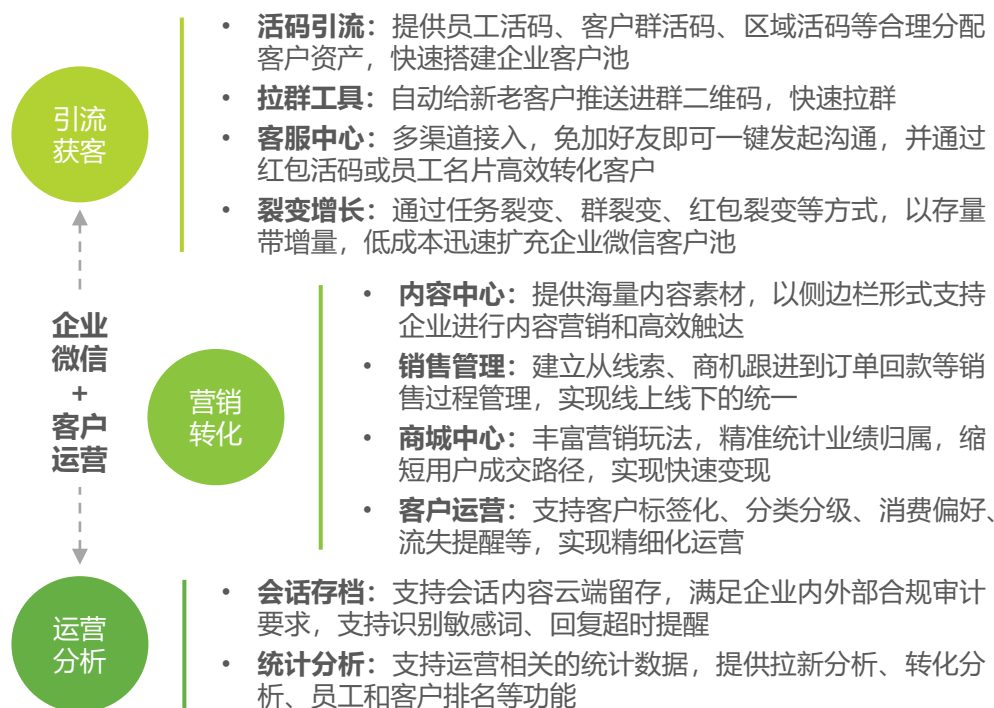 引流
获客
• 活码引流：提供员工活码、客户群活码、区域活码等合理分配
客户资产，快速搭建企业客户池
• 拉群工具：自动给新老客户推送进群二维码，快速拉群
• 客服中心：多渠道接入，免加好友即可一键发起沟通，并通过
红包活码或员工名片高效转化客户
• 裂变增长：通过任务裂变、群裂变、红包裂变等方式，以存量
带增量，低成本迅速扩充企业微信客户池
企业
微信
+
客户
运营
营销
转化
• 内容中心：提供海量内容素材，以侧边栏形式支持
企业进行内容营销和高效触达
• 销售管理：建立从线索、商机跟进到订单回款等销
售过程管理，实现线上线下的统一
• 商城中心：丰富营销玩法，精准统计业绩归属，缩
短用户成交路径，实现快速变现
• 客户运营：支持客户标签化、分类分级、消费偏好、
流失提醒等，实现精细化运营
运营
分析
• 会话存档：支持会话内容云端留存，满足企业内外部合规审计
要求，支持识别敏感词、回复超时提醒
• 统计分析：支持运营相关的统计数据，提供拉新分析、转化分
析、员工和客户排名等功能